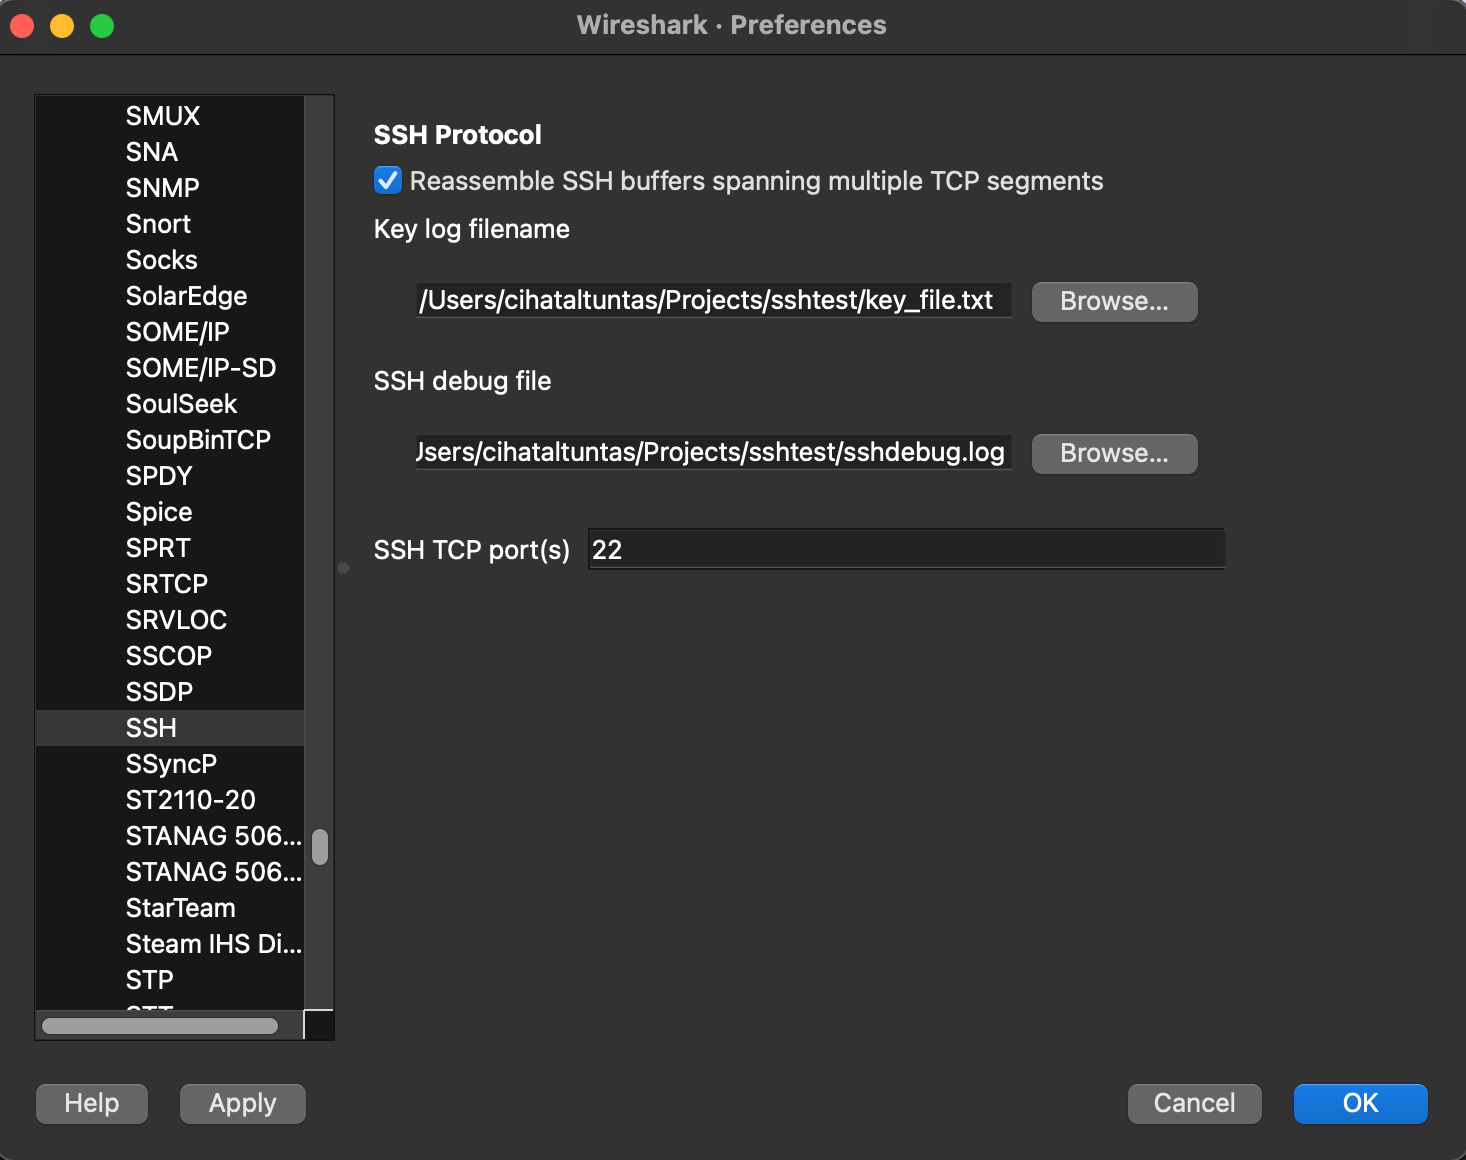 Wireshark · Preferences
SMUX
SNA
SNMP
Snort
Socks
SolarEdge
SOME/IP
SOME/IP-SD
SoulSeek
SoupBinTCP
SPDY
Spice
SPRT
SRTCP
SRVLOC
SSCOP
SSDP
SSH
SSyncP
ST2110-20
STANAG 506...
STANAG 506...
StarTeam
Steam IHS Di...
STP
SSH Protocol
Reassemble SSH buffers spanning multiple TCP segments
Key log filename
/Users/cihataltuntas/Projects/sshtest/key_file.txt Browse...
SSH debug file
Users/cihataltuntas/Projects/sshtest/sshdebug.log Browse...
SSH TCP port(s) 22
Help Apply Cancel OK